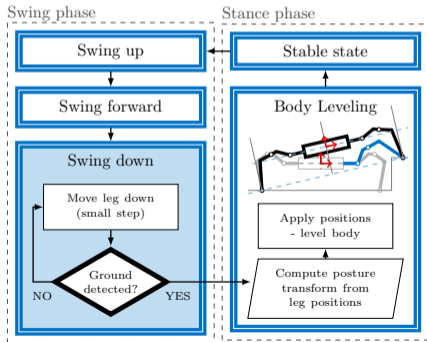 Swing phase
Stance phase
Swing up
Stable state
Swing forward
Body Leveling
Swing down
Move leg down
(small step)
Ground
detected?
NO
YES
Apply positions
- level body
Compute posture
transform from
leg positions